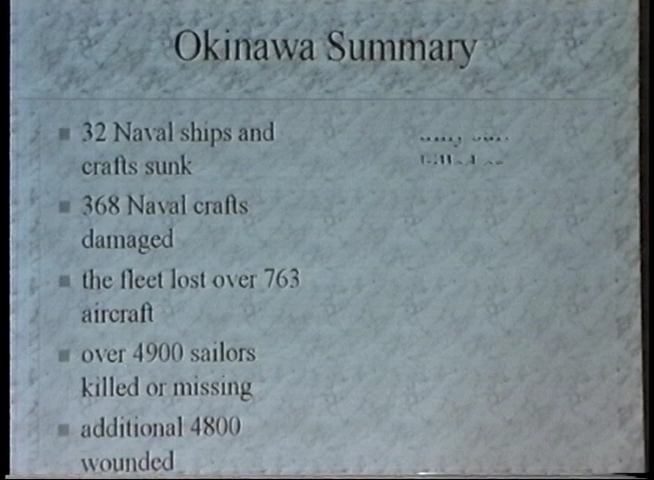 Okinawa Summary
32 Naval ships and
crafts sunk
368 Naval crafts
damaged
the fleet lost over 763
aircraft
over 4900 sailors
killed or missing
additional 4800
wounded